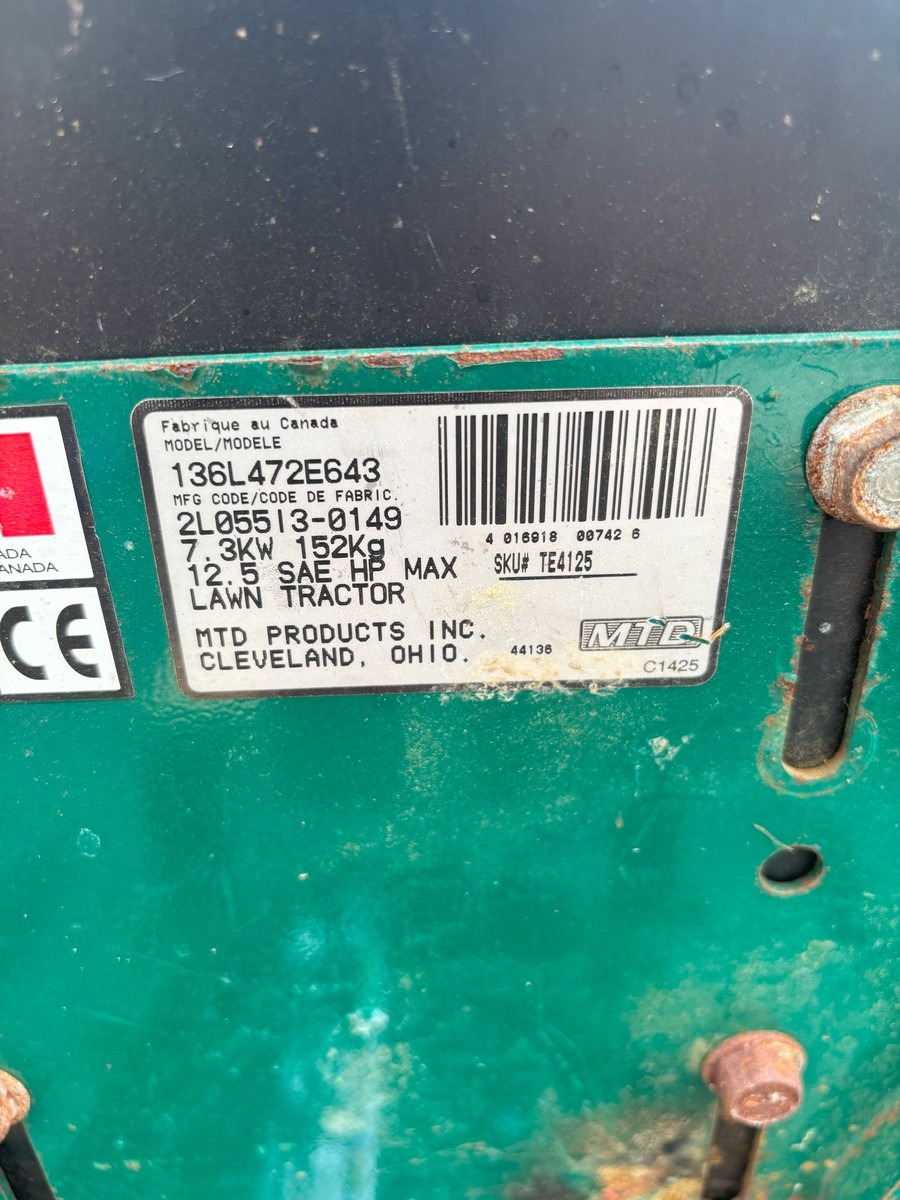 Fabrique au Canada
MODEL/MODELE
136L472E643
MFG CODE/CODE DE FABRIC.
2L05513-0149
7.3KW 152Kg
12.5 SAE HP MAX
LAWN TRACTOR
MTD PRODUCTS INC.
CLEVELAND, OHIO. 44136
4 016918 00742 6
SKU# TE4125
MTD
C1425
ADA
ANADA
CE